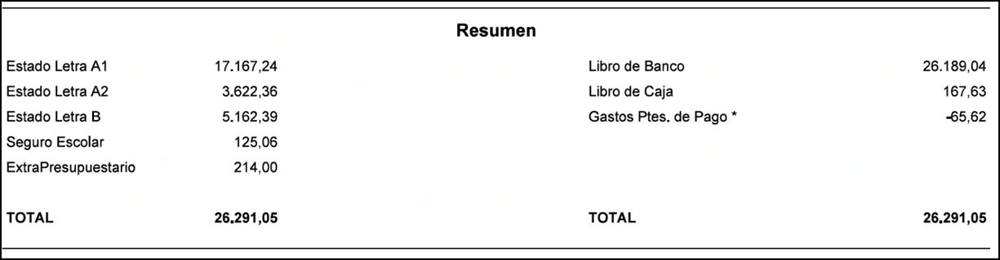 Resumen
Estado Letra A1 17.167,24 Libro de Banco 26.189,04
Estado Letra A2 3.622,36 Libro de Caja 167,63
Estado Letra B 5.162,39 Gastos Ptes. de Pago * -65,62
Seguro Escolar 125,06
ExtraPresupuestario 214,00
TOTAL 26.291,05 TOTAL 26.291,05